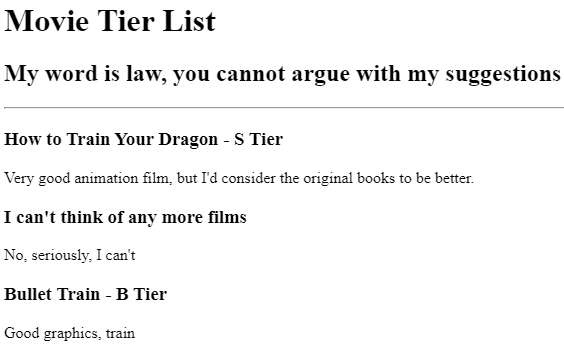 Movie Tier List
My word is law, you cannot argue with my suggestions
How to Train Your Dragon - S Tier
Very good animation film, but I'd consider the original books to be better.
I can't think of any more films
No, seriously, I can't
Bullet Train - B Tier
Good graphics, train